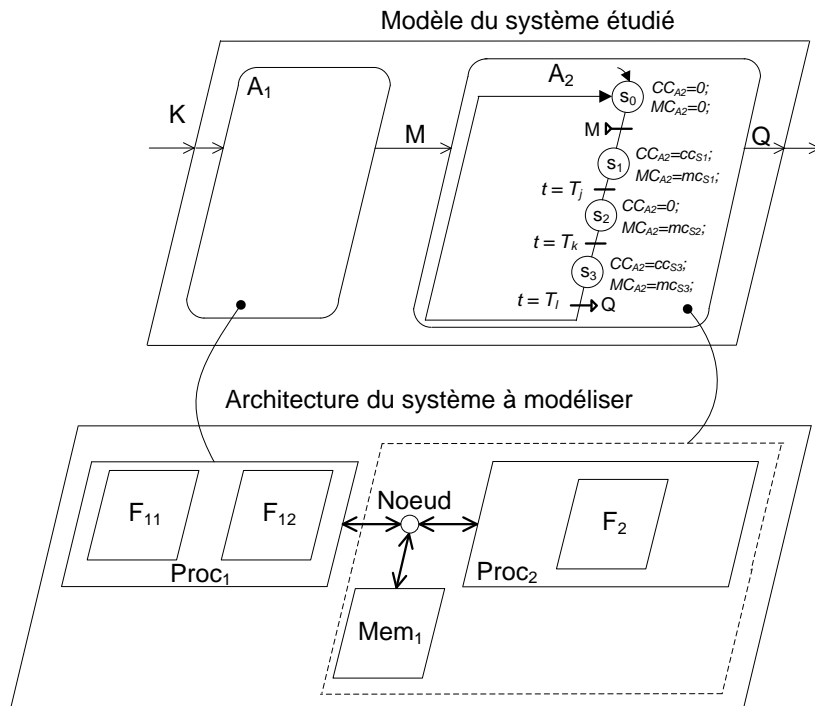 Modèle du système étudié
K
A1
M
A2
s0
CCA2=0;
MCA2=0;
M
s1
CCA2=ccS1;
MCA2=mcS1;
t = Tj
s2
CCA2=0;
MCA2=mcS2;
t = Tk
s3
CCA2=ccS3;
MCA2=mcS3;
t = Tl
Q
Q
Architecture du système à modéliser
F11
F12
Proc1
Noeud
F2
Proc2
Mem1